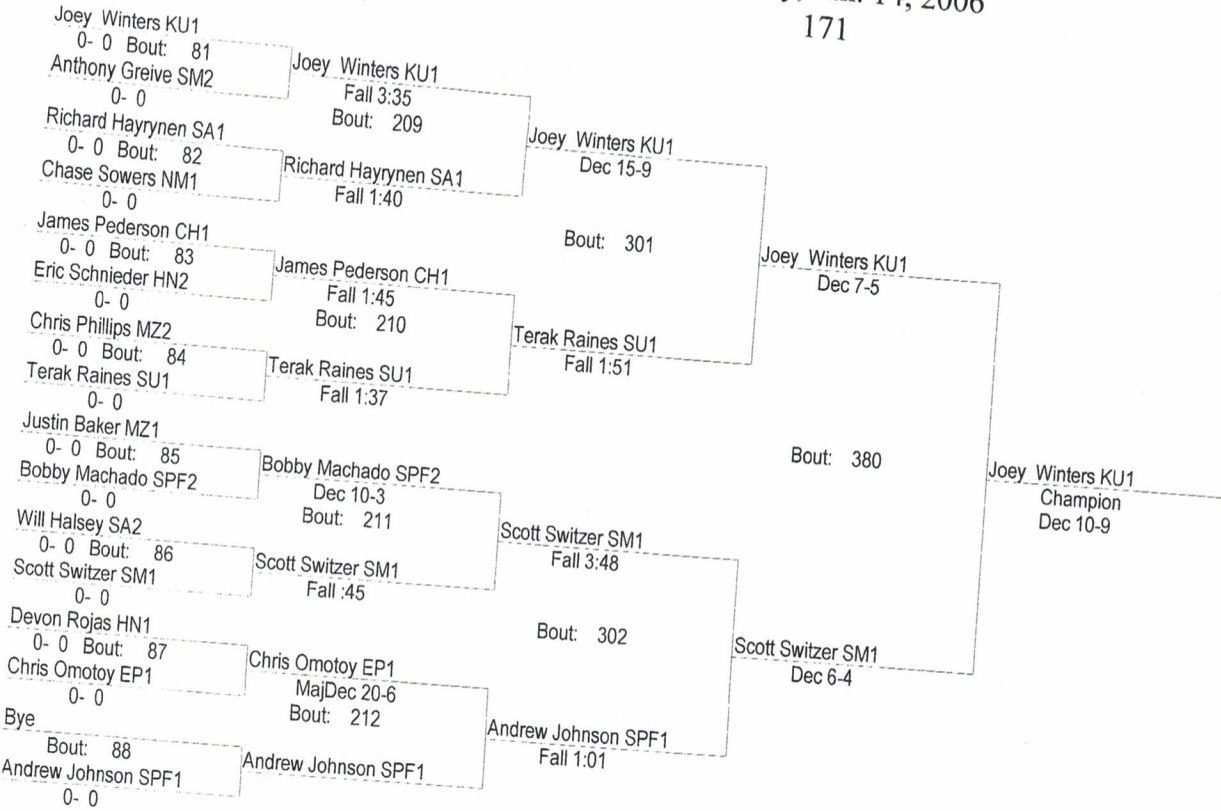 14, 2006
171
Joey Winters KU1
0- 0 Bout: 81
Anthony Greive SM2
0- 0
Richard Hayrynen SA1
0- 0 Bout: 82
Chase Sowers NM1
0- 0
James Pederson CH1
0- 0 Bout: 83
Eric Schnieder HN2
0- 0
Chris Phillips MZ2
0- 0 Bout: 84
Terak Raines SU1
0- 0
Justin Baker MZ1
0- 0 Bout: 85
Bobby Machado SPF2
0- 0
Will Halsey SA2
0- 0 Bout: 86
Scott Switzer SM1
0- 0
Devon Rojas HN1
0- 0 Bout: 87
Chris Omotoy EP1
0- 0
Bye
Bout: 88
Andrew Johnson SPF1
0- 0
Joey Winters KU1
Fall 3:35
Bout: 209
Richard Hayrynen SA1
Fall 1:40
James Pederson CH1
Fall 1:45
Bout: 210
Terak Raines SU1
Fall 1:37
Bobby Machado SPF2
Dec 10-3
Bout: 211
Scott Switzer SM1
Fall :45
Chris Omotoy EP1
MajDec 20-6
Bout: 212
Andrew Johnson SPF1
Joey Winters KU1
Dec 15-9
Bout: 301
Terak Raines SU1
Fall 1:51
Scott Switzer SM1
Fall 3:48
Bout: 302
Andrew Johnson SPF1
Fall 1:01
Joey Winters KU1
Dec 7-5
Bout: 380
Scott Switzer SM1
Dec 6-4
Joey Winters KU1
Champion
Dec 10-9